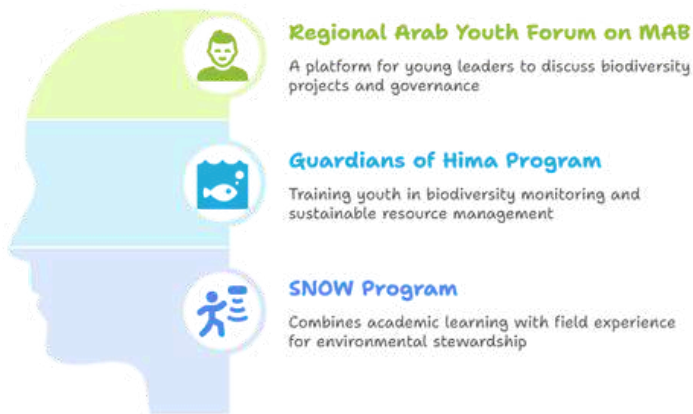 Regional Arab Youth Forum on MAB
A platform for young leaders to discuss biodiversity
projects and governance
Guardians of Hima Program
Training youth in biodiversity monitoring and
sustainable resource management
SNOW Program
Combines academic learning with field experience
for environmental stewardship